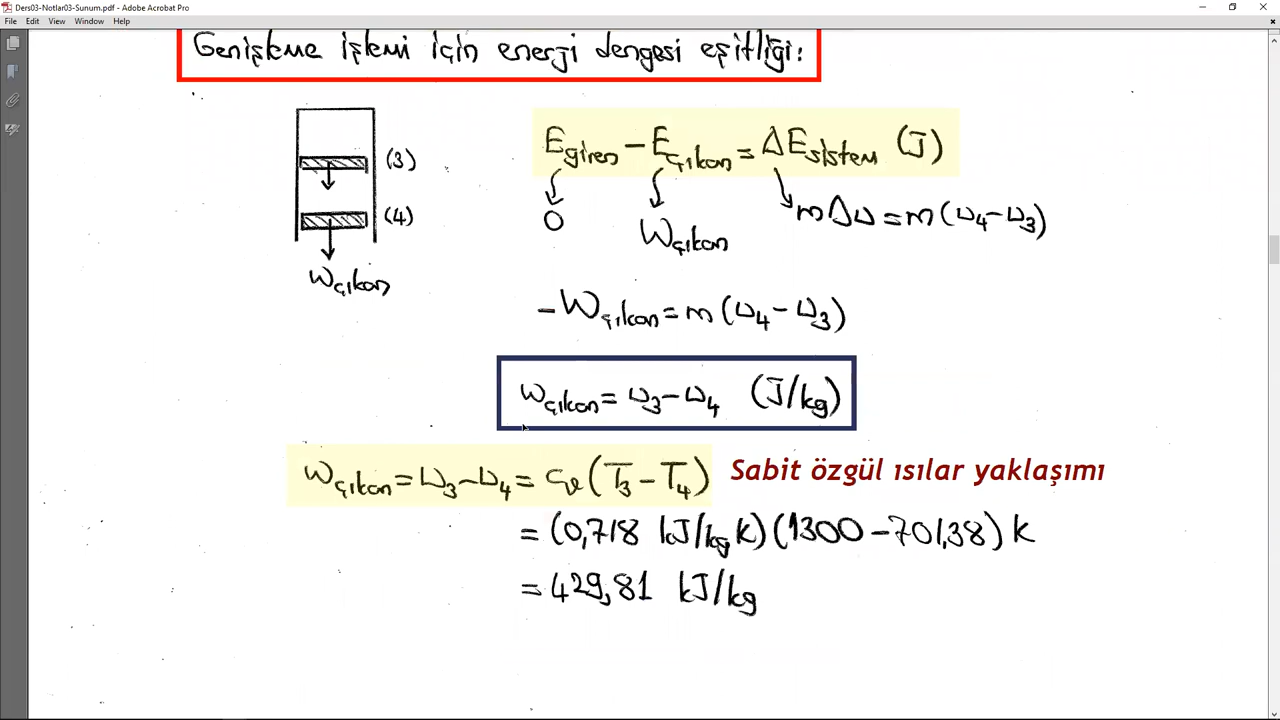 Ders03-Notlar03-Sunum.pdf - Adobe Acrobat Pro
File Edit View Window Help
Genişleme işlemi için enerji dengesi eşitliği:
(3)
(4)
wçıkan
Egiren - Eçıkan = ΔEsistem (J)
0
Wçıkan
mΔu = m(u4-u3)
-Wçıkan = m(u4-u3)
wçıkan = u3-u4 (J/kg)
wçıkan = u3-u4 = cv(T3-T4) Sabit özgül ısılar yaklaşımı
= (0,718 kJ/kg K)(1300-701,38) K
= 429,81 kJ/kg